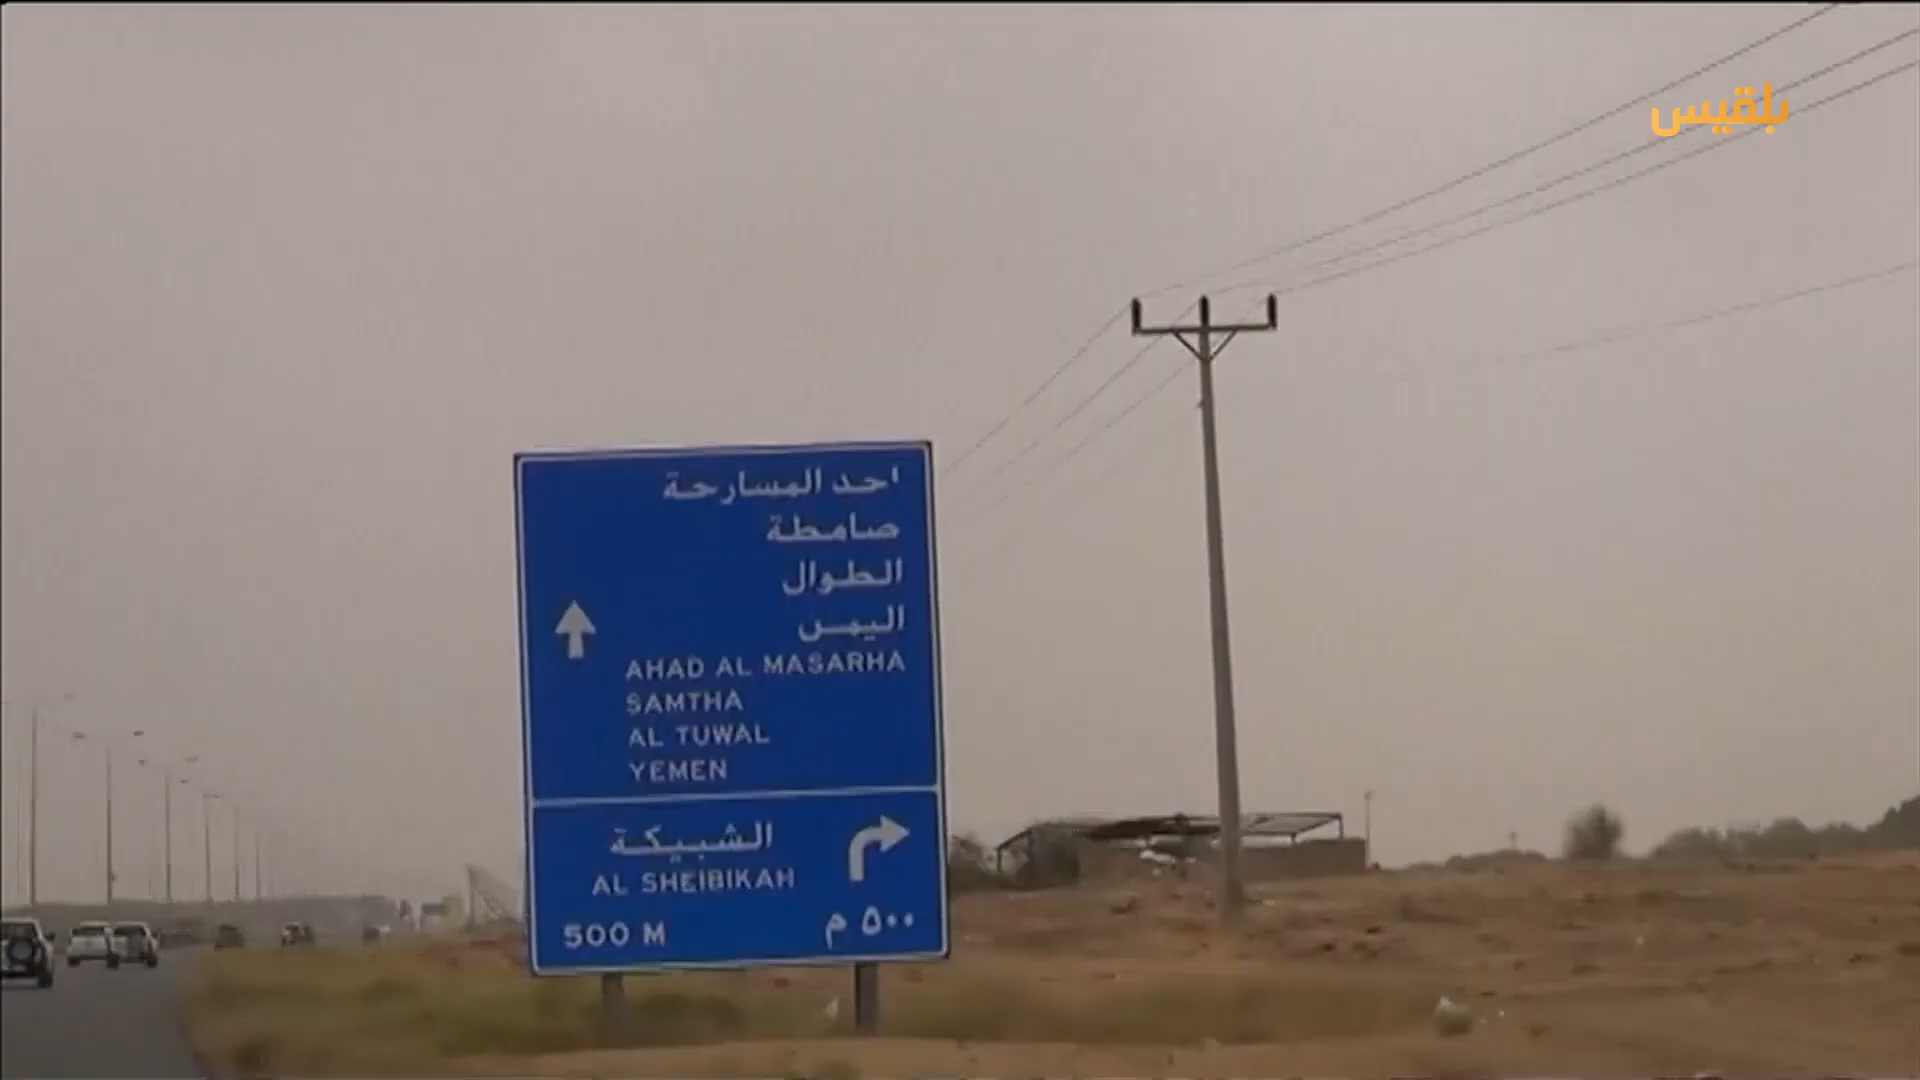 بلقيس
احد المسارحة
صامطة
الطوال
اليمن
AHAD AL MASARHA
SAMTHA
AL TUWAL
YEMEN
الشبيكة
AL SHEIBIKAH
500 M
٥٠٠ م